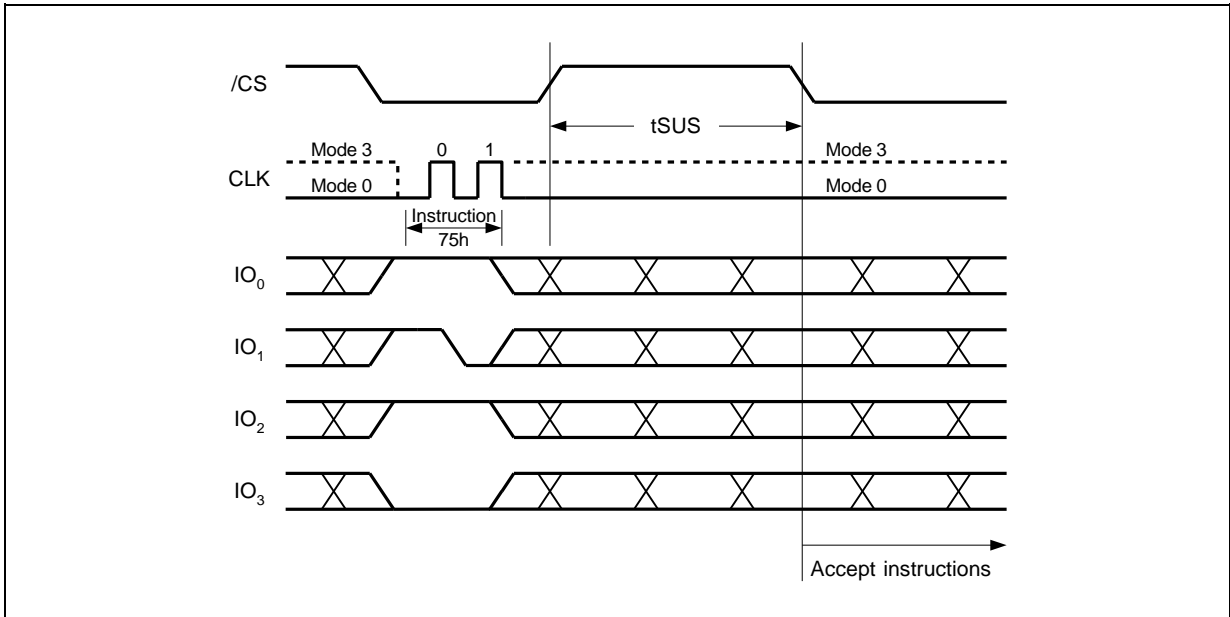 /CS
tSUS
Mode 3 0 1 Mode 3
CLK
Mode 0 Mode 0
Instruction
75h
IO0
IO1
IO2
IO3
Accept instructions